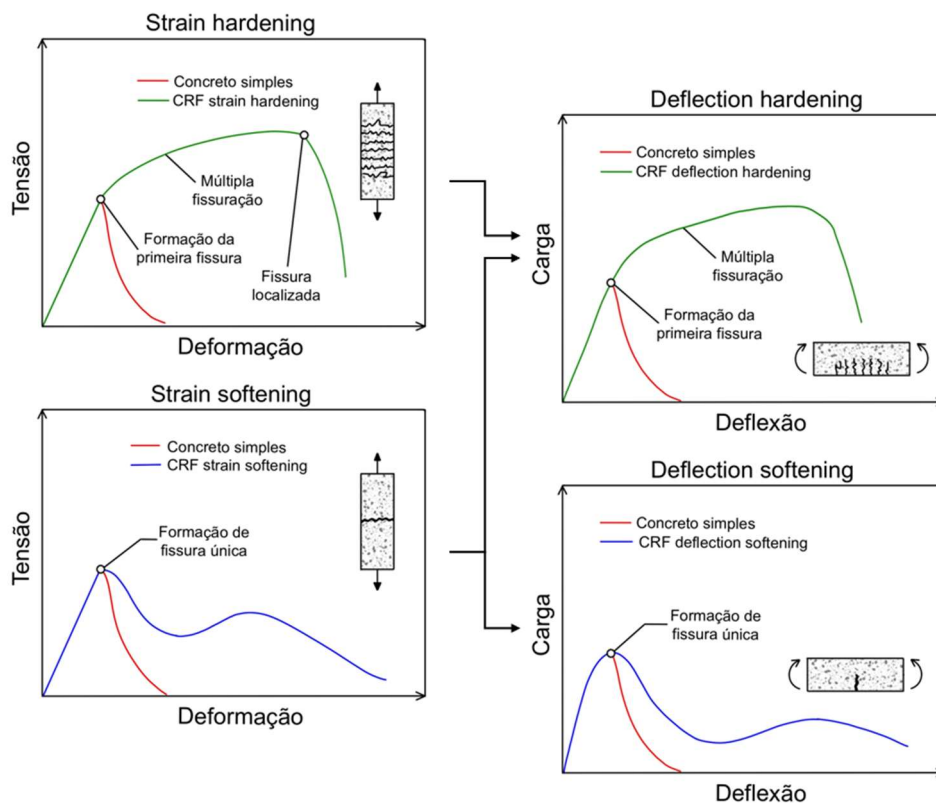 Strain hardening
Concreto simples
CRF strain hardening
Tensão
Múltipla
fissuração
Formação da
primeira fissura
Fissura
localizada
Deformação
Strain softening
Concreto simples
CRF strain softening
Tensão
Formação de
fissura única
Deformação
Deflection hardening
Concreto simples
CRF deflection hardening
Carga
Múltipla
fissuração
Formação da
primeira fissura
Deflexão
Deflection softening
Concreto simples
CRF deflection softening
Carga
Formação de
fissura única
Deflexão